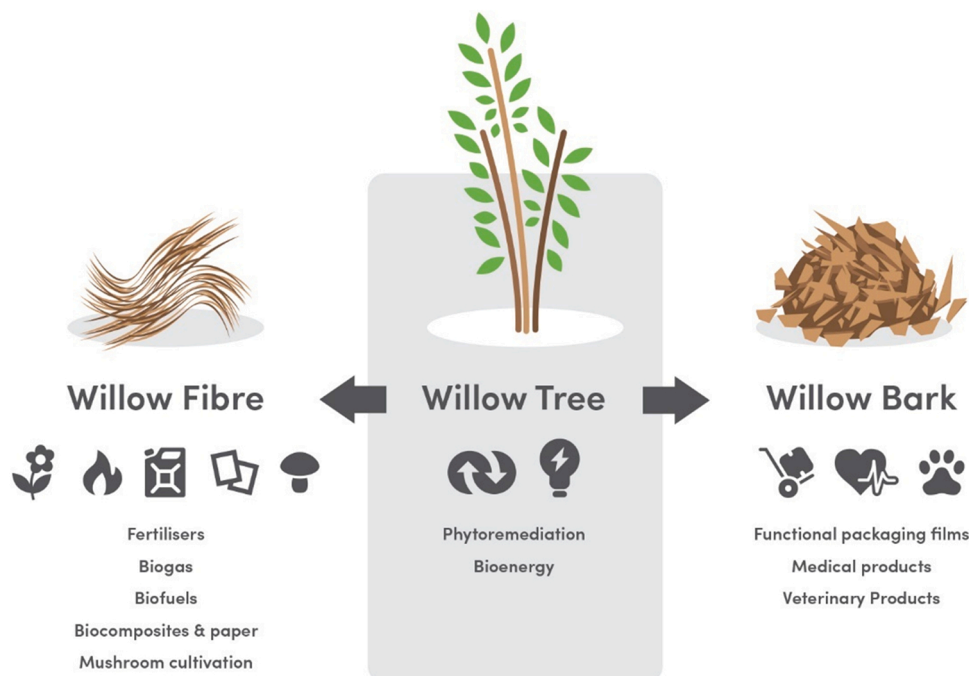 Willow Fibre
Fertilisers
Biogas
Biofuels
Biocomposites & paper
Mushroom cultivation
Willow Tree
Phytoremediation
Bioenergy
Willow Bark
Functional packaging films
Medical products
Veterinary Products